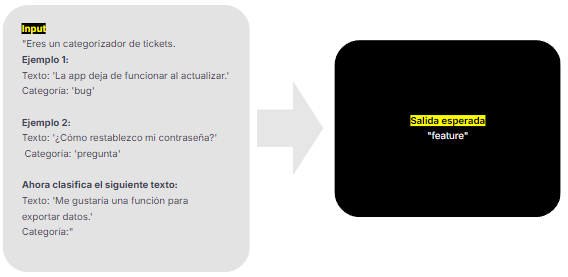 Input
"Eres un categorizador de tickets.
Ejemplo 1:
Texto: 'La app deja de funcionar al actualizar.'
Categoría: 'bug'
Ejemplo 2:
Texto: '¿Cómo restablezco mi contraseña?'
Categoría: 'pregunta'
Ahora clasifica el siguiente texto:
Texto: 'Me gustaría una función para
exportar datos.'
Categoría:"
Salida esperada
"feature"